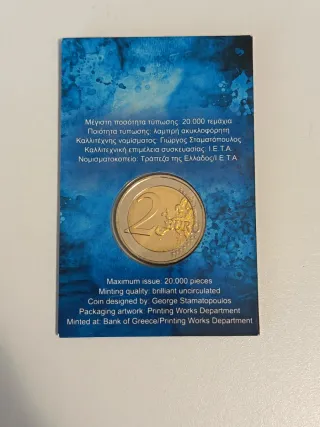 Μέγιστη ποσότητα τύπωσης: 20.000 τεμάχια
Ποιότητα τύπωσης: λαμπρή ακυκλοφόρητη
Καλλιτέχνης νομίσματος: Γιώργος Σταματόπουλος
Καλλιτεχνική επιμέλεια συσκευασίας: Ι.Ε.Τ.Α.
Νομισματοκοπείο: Τράπεζα της Ελλάδος/Ι.Ε.Τ.Α.
2
Maximum issue: 20.000 pieces
Minting quality: brilliant uncirculated
Coin designed by: George Stamatopoulos
Packaging artwork: Printing Works Department
Minted at: Bank of Greece/Printing Works Department